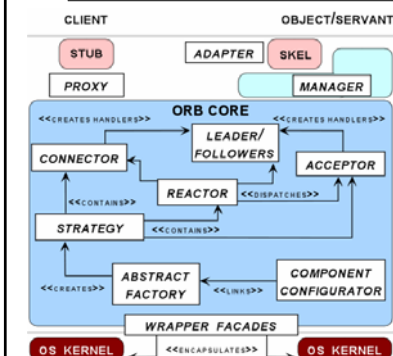 CLIENT OBJECT/SERVANT
STUB ADAPTER SKEL
PROXY MANAGER
ORB CORE
<<CREATES HANDLERS>> <<CREATES HANDLERS>>
LEADER/
FOLLOWERS
CONNECTOR ACCEPTOR
REACTOR
<<CONTAINS>> <<DISPATCHES>>
STRATEGY <<CONTAINS>>
ABSTRACT
FACTORY
COMPONENT
CONFIGURATOR
<<CREATES>> <<LINKS>>
WRAPPER FACADES
OS KERNEL <<ENCAPSULATES>> OS KERNEL